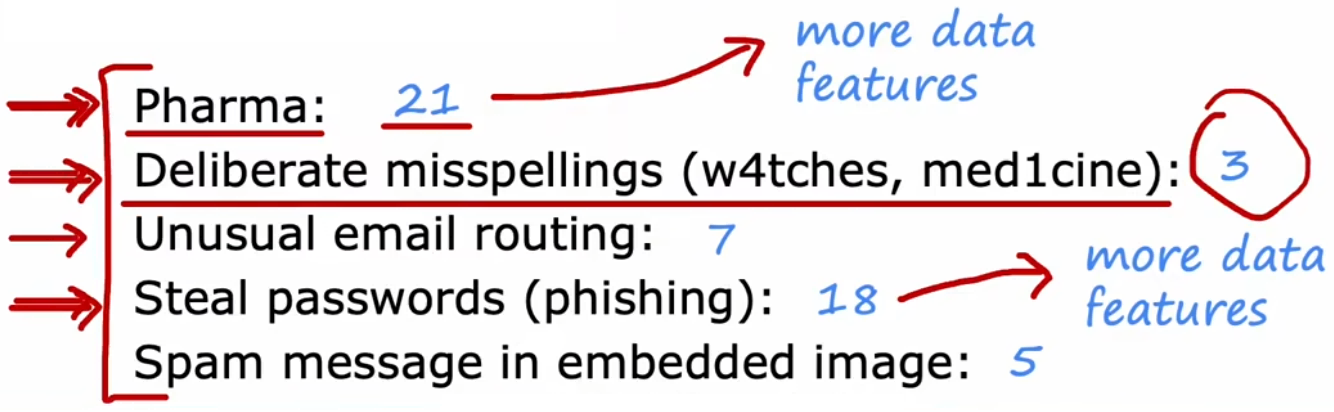 more data
features
Pharma: 21
Deliberate misspellings (w4tches, med1cine): 3
Unusual email routing: 7
more data
features
Steal passwords (phishing): 18
Spam message in embedded image: 5